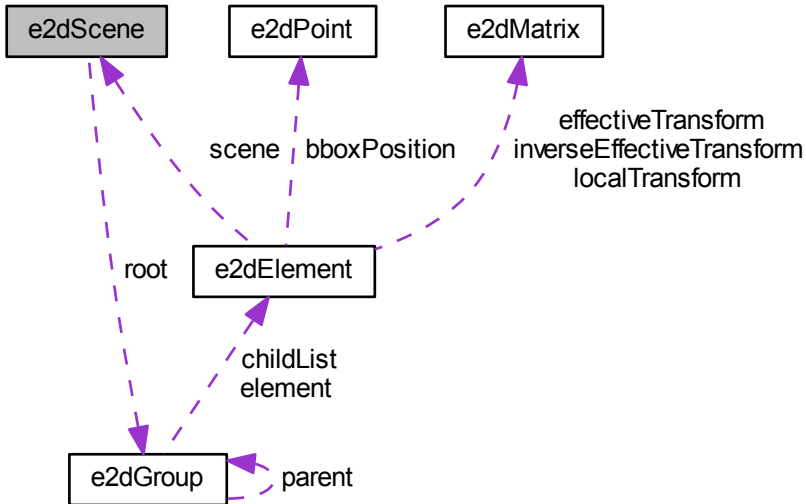 e2dScene
e2dPoint
e2dMatrix
effectiveTransform
scene
bboxPosition
inverseEffectiveTransform
localTransform
root
e2dElement
childList
element
e2dGroup
parent